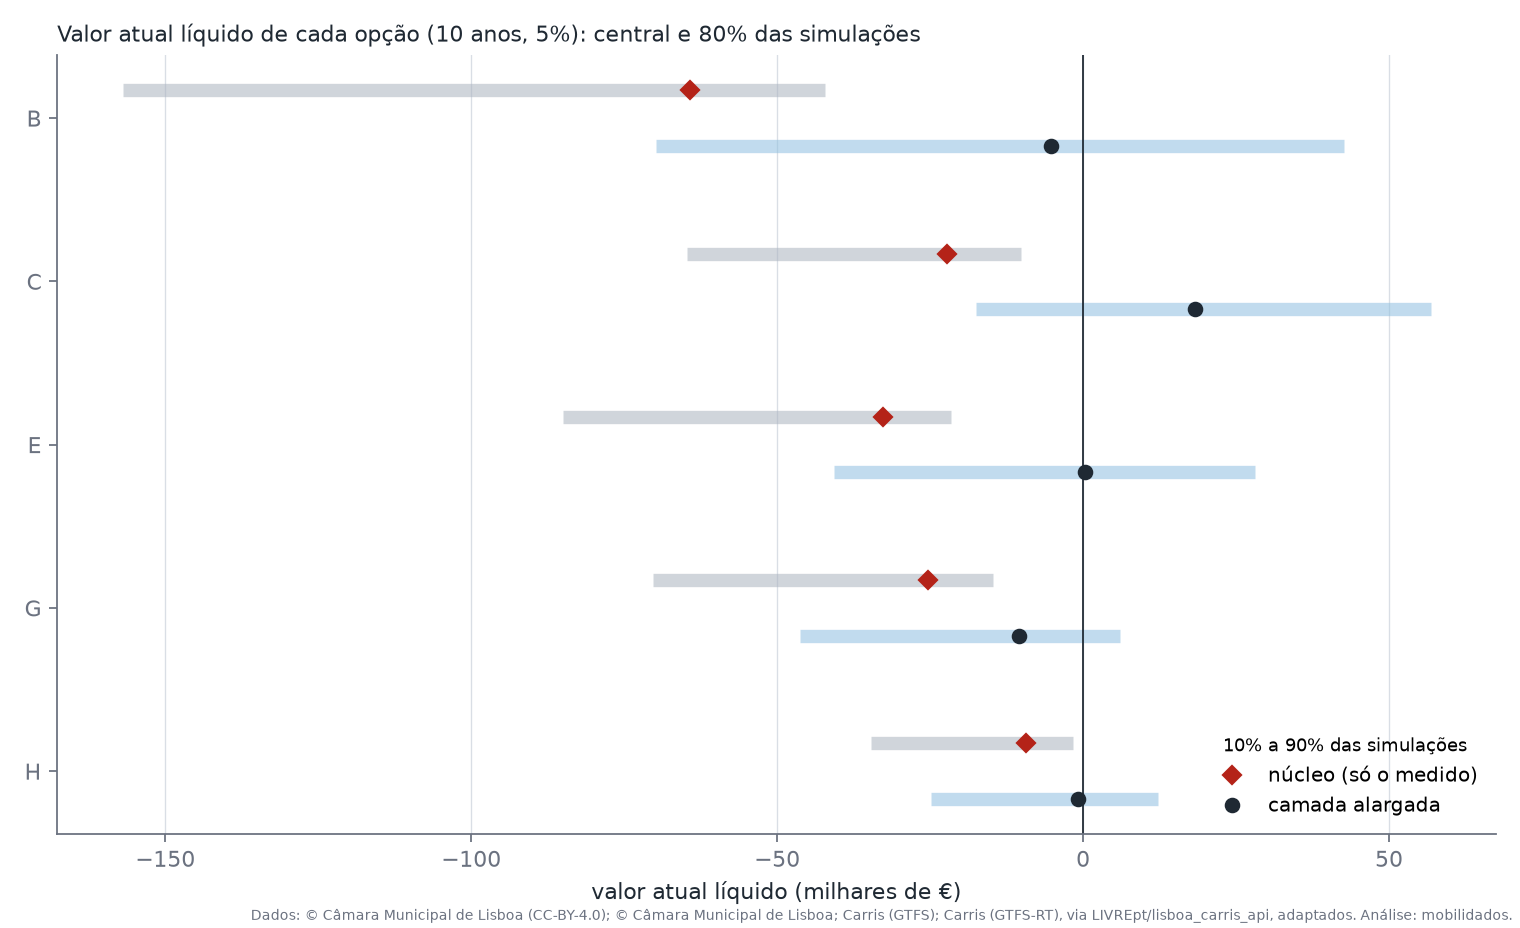 Valor atual líquido de cada opção (10 anos, 5%): central e 80% das simulações
B
C
E
G
H
10% a 90% das simulações
núcleo (só o medido)
camada alargada
−150
−100
−50
0
50
valor atual líquido (milhares de €)
Dados: © Câmara Municipal de Lisboa (CC-BY-4.0); © Câmara Municipal de Lisboa; Carris (GTFS); Carris (GTFS-RT), via LIVREpt/lisboa_carris_api, adaptados. Análise: mobilidados.